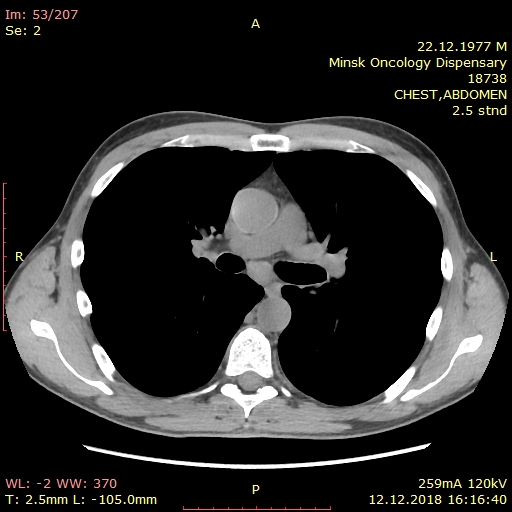 Im: 53/207
Se: 2
A
22.12.1977 M
Minsk Oncology Dispensary
18738
CHEST,ABDOMEN
2.5 stnd
R
L
WL: -2 WW: 370
T: 2.5mm L: -105.0mm
P
259mA 120kV
12.12.2018 16:16:40